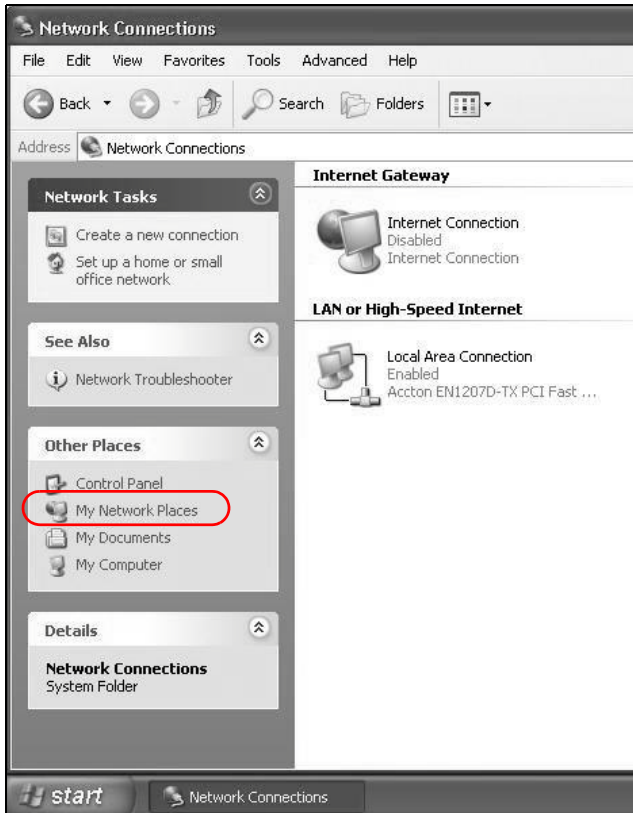 Network Connections
File Edit View Favorites Tools Advanced Help
Back Search Folders
Address Network Connections
Network Tasks
Create a new connection
Set up a home or small
office network
See Also
Network Troubleshooter
Other Places
Control Panel
My Network Places
My Documents
My Computer
Details
Network Connections
System Folder
Internet Gateway
Internet Connection
Disabled
Internet Connection
LAN or High-Speed Internet
Local Area Connection
Enabled
Accton EN1207D-TX PCI Fast ...
start Network Connections